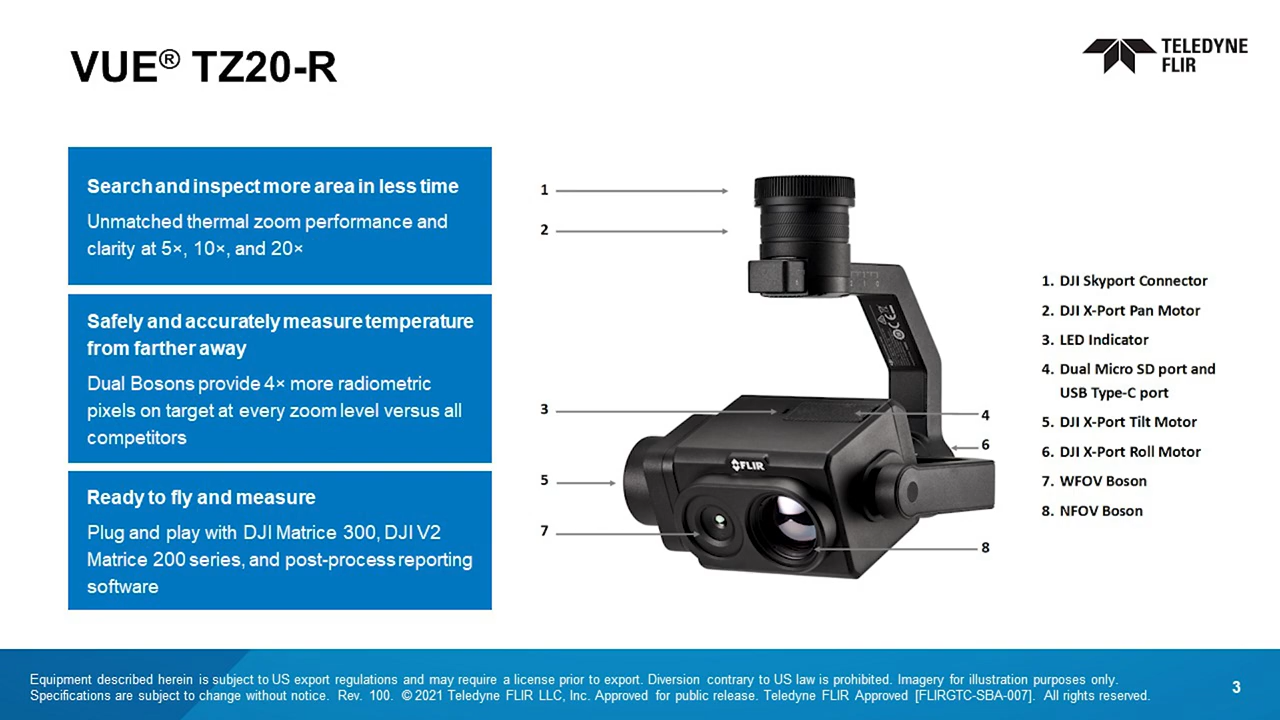 VUE® TZ20-R
TELEDYNE
FLIR
Search and inspect more area in less time
Unmatched thermal zoom performance and
clarity at 5×, 10×, and 20×
Safely and accurately measure temperature
from farther away
Dual Bosons provide 4× more radiometric
pixels on target at every zoom level versus all
competitors
Ready to fly and measure
Plug and play with DJI Matrice 300, DJI V2
Matrice 200 series, and post-process reporting
software
1
2
3
4
5
6
7
8
FLIR
1. DJI Skyport Connector
2. DJI X-Port Pan Motor
3. LED Indicator
4. Dual Micro SD port and
USB Type-C port
5. DJI X-Port Tilt Motor
6. DJI X-Port Roll Motor
7. WFOV Boson
8. NFOV Boson
Equipment described herein is subject to US export regulations and may require a license prior to export. Diversion contrary to US law is prohibited. Imagery for illustration purposes only.
Specifications are subject to change without notice. Rev. 100. © 2021 Teledyne FLIR LLC, Inc. Approved for public release. Teledyne FLIR Approved [FLIRGTC-SBA-007]. All rights reserved.
3